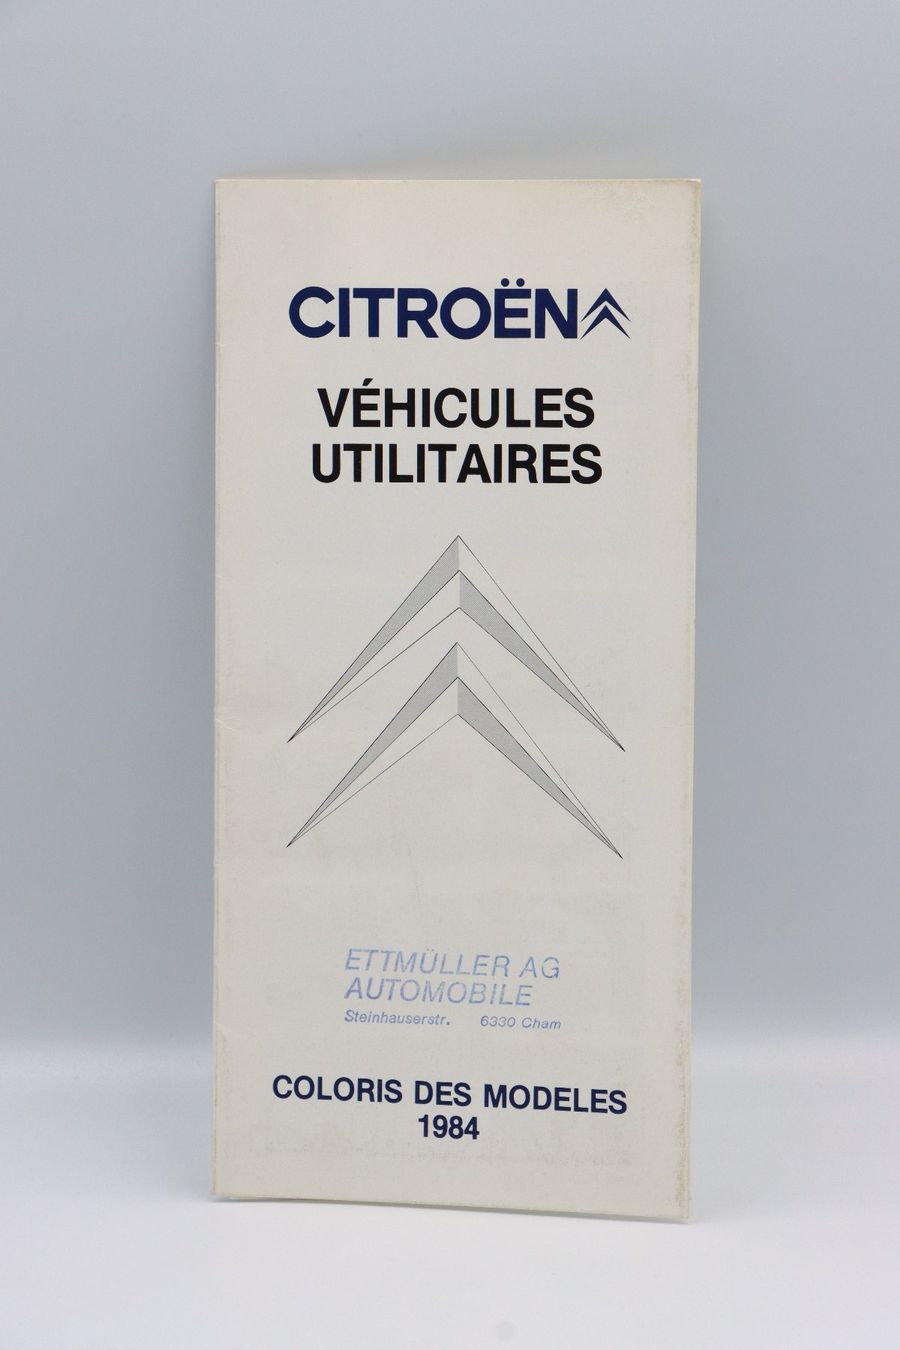 CITROËN
VÉHICULES
UTILITAIRES
ETTMÜLLER AG
AUTOMOBILE
Steinhauserstr. 6330 Cham
COLORIS DES MODELES
1984